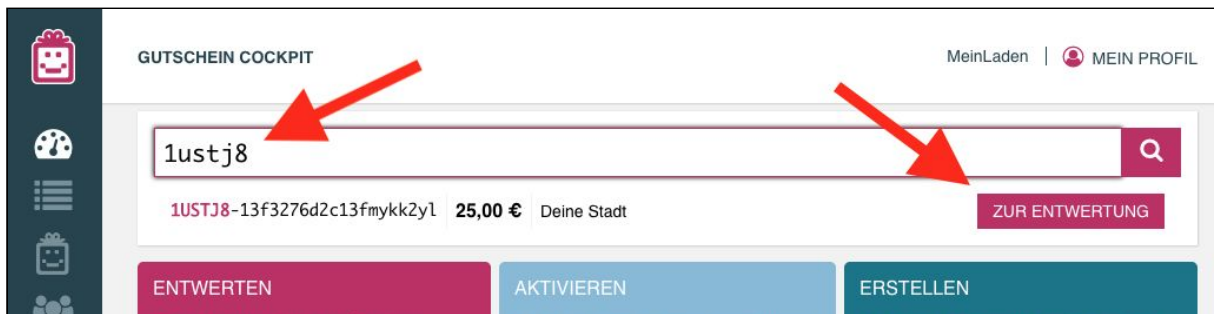 GUTSCHEIN COCKPIT
MeinLaden | MEIN PROFIL
1ustj8
1USTJ8-13f3276d2c13fmykk2yl 25,00 € Deine Stadt ZUR ENTWERTUNG
ENTWERTEN AKTIVIEREN ERSTELLEN